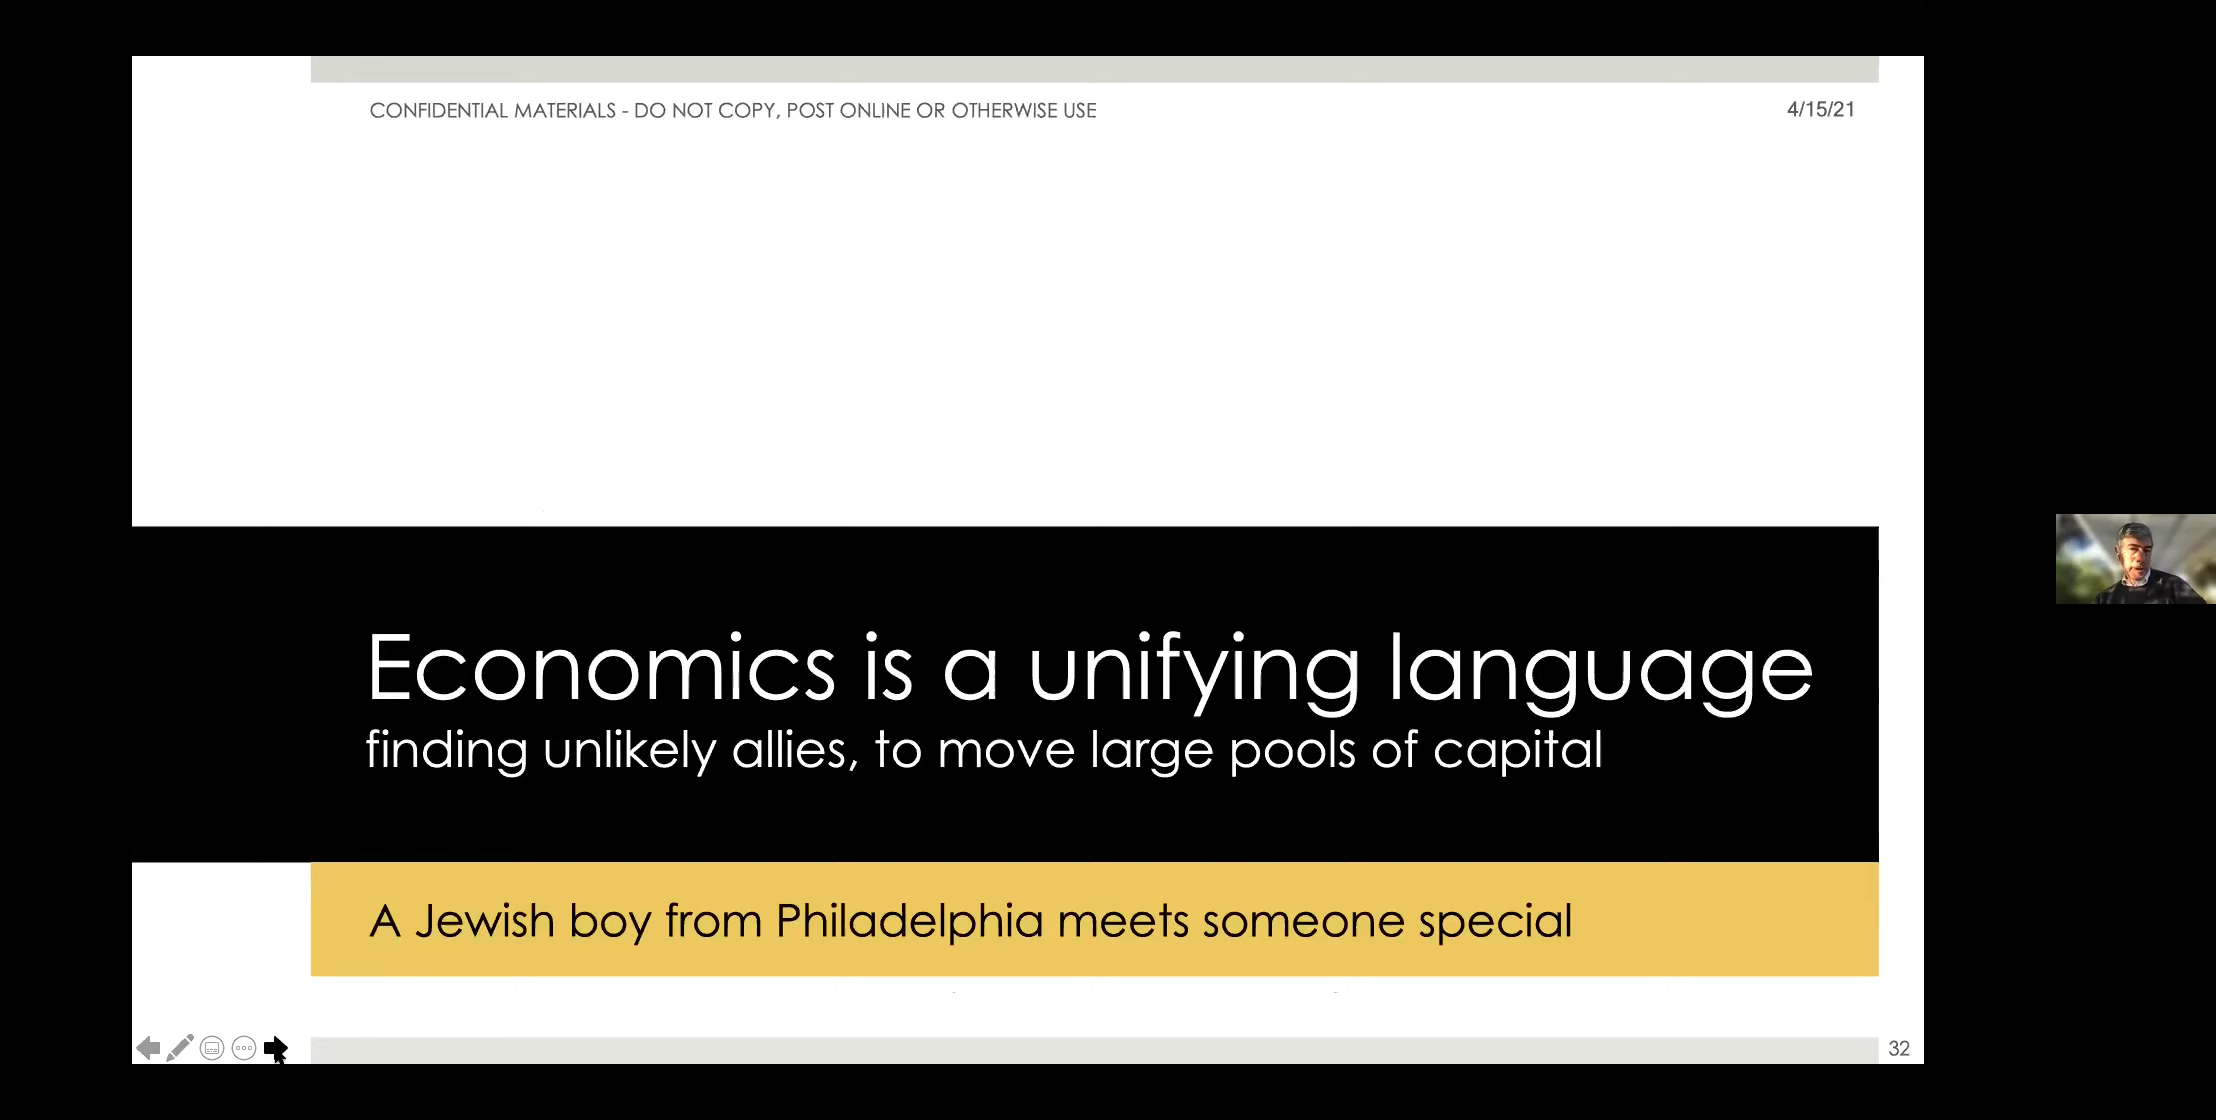 CONFIDENTIAL MATERIALS - DO NOT COPY, POST ONLINE OR OTHERWISE USE
4/15/21
Economics is a unifying language
finding unlikely allies, to move large pools of capital
A Jewish boy from Philadelphia meets someone special
32